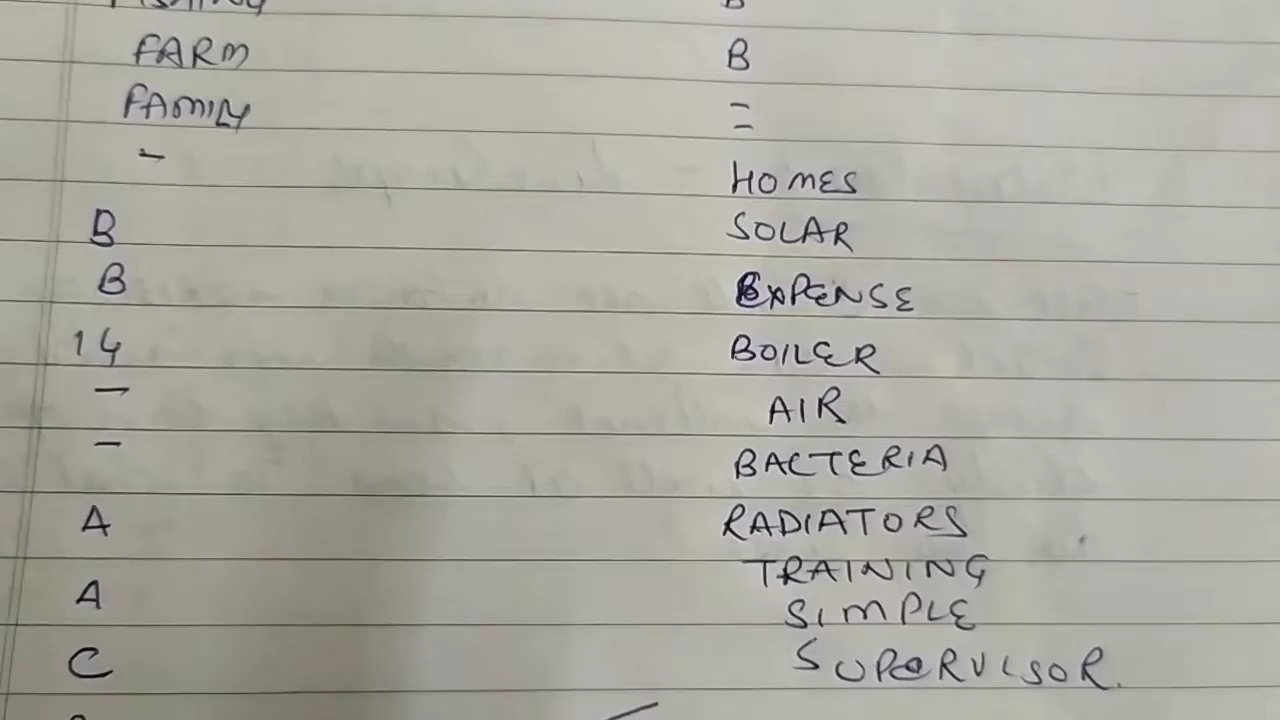 FARM B
FAMILY =
- HOMES
B SOLAR
B EXPENSE
14 BOILER
- AIR
- BACTERIA
A RADIATORS
A TRAINING
SIMPLE
C SUPERVISOR.